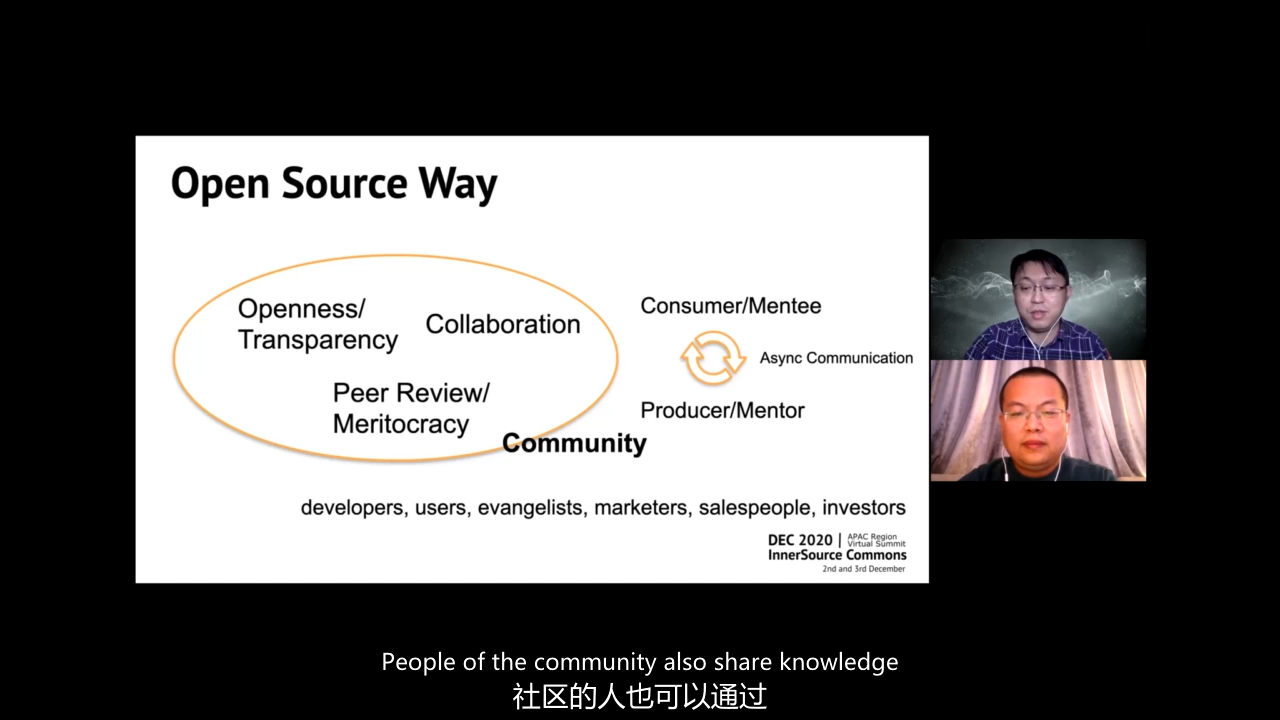 Open Source Way
Openness/
Transparency
Collaboration
Peer Review/
Meritocracy
Community
Consumer/Mentee
Async Communication
Producer/Mentor
developers, users, evangelists, marketers, salespeople, investors
DEC 2020 | APAC Region
Virtual Summit
InnerSource Commons
2nd and 3rd December
People of the community also share knowledge
社区的人也可以通过